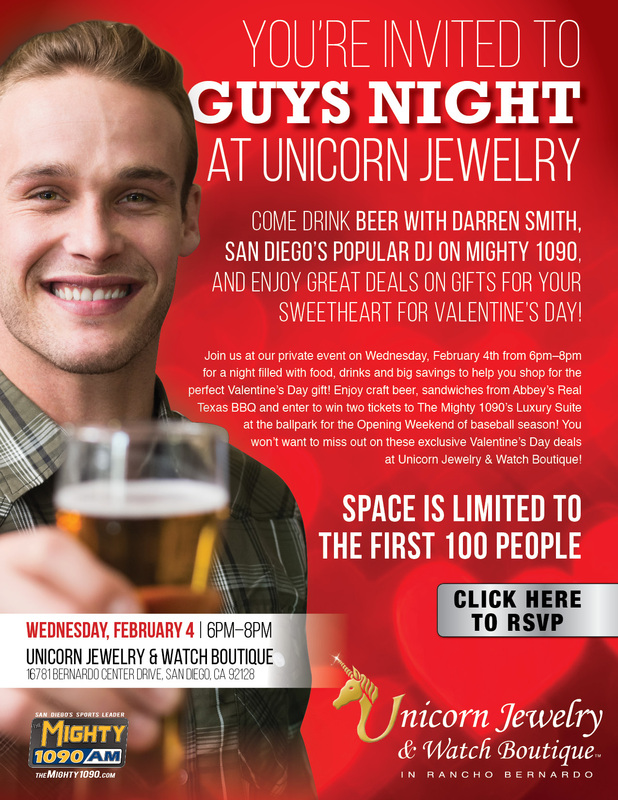 YOU'RE INVITED TO
GUYS NIGHT
AT UNICORN JEWELRY
COME DRINK BEER WITH DARREN SMITH,
SAN DIEGO'S POPULAR DJ ON MIGHTY 1090,
AND ENJOY GREAT DEALS ON GIFTS FOR YOUR
SWEETHEART FOR VALENTINE'S DAY!
Join us at our private event on Wednesday, February 4th from 6pm–8pm
for a night filled with food, drinks and big savings to help you shop for the
perfect Valentine's Day gift! Enjoy craft beer, sandwiches from Abbey's Real
Texas BBQ and enter to win two tickets to The Mighty 1090's Luxury Suite
at the ballpark for the Opening Weekend of baseball season! You
won't want to miss out on these exclusive Valentine's Day deals
at Unicorn Jewelry & Watch Boutique!
SPACE IS LIMITED TO
THE FIRST 100 PEOPLE
CLICK HERE
TO RSVP
WEDNESDAY, FEBRUARY 4 | 6PM–8PM
UNICORN JEWELRY & WATCH BOUTIQUE
16781 BERNARDO CENTER DRIVE, SAN DIEGO, CA 92128
SAN DIEGO'S SPORTS LEADER
THE MIGHTY
1090 AM
THEMIGHTY1090.COM
Unicorn Jewelry
& Watch Boutique™
IN RANCHO BERNARDO